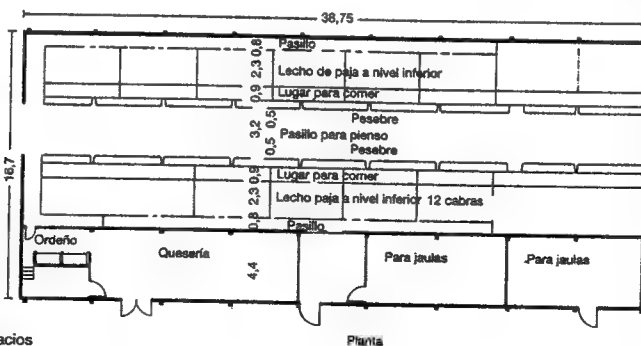 38,75
Pasillo
0,8
Lecho de paja a nivel inferior
2,3
Lugar para comer
0,9
Pesebre
0,5
Pasillo para pienso
3,2
Pesebre
0,5
Lugar para comer
0,9
Lecho paja a nivel inferior 12 cabras
2,3
Pasillo
0,8
16,7
Ordeño
Quesería
4,4
Para jaulas
Para jaulas
acios
Planta